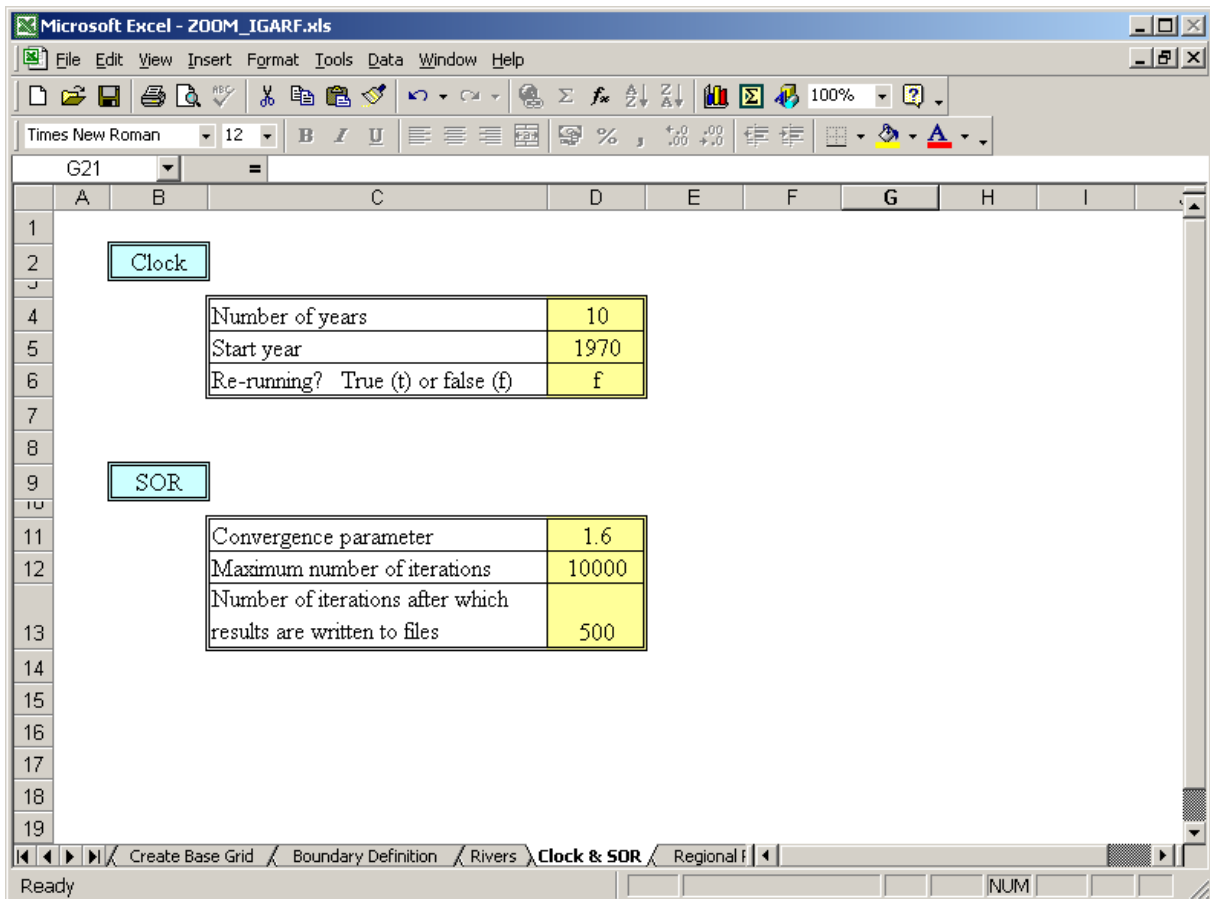 Microsoft Excel - ZOOM_IGARF.xls
File Edit View Insert Format Tools Data Window Help
100%
Times New Roman 12 B I U
G21 =
A B C D E F G H I
1
2 Clock
3
4 Number of years 10
5 Start year 1970
6 Re-running? True (t) or false (f) f
7
8
9 SOR
10
11 Convergence parameter 1.6
12 Maximum number of iterations 10000
Number of iterations after which
13 results are written to files 500
14
15
16
17
18
19
Create Base Grid Boundary Definition Rivers Clock & SOR Regional
Ready NUM